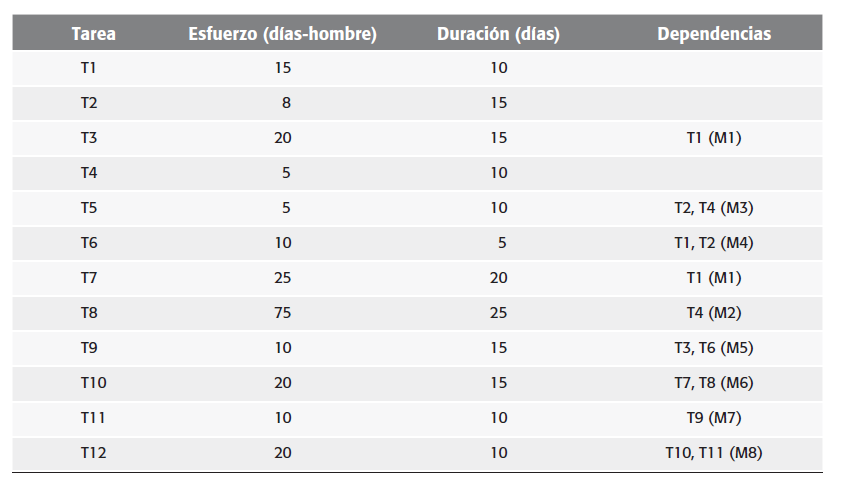 Tarea Esfuerzo (días-hombre) Duración (días) Dependencias
T1 15 10
T2 8 15
T3 20 15 T1 (M1)
T4 5 10
T5 5 10 T2, T4 (M3)
T6 10 5 T1, T2 (M4)
T7 25 20 T1 (M1)
T8 75 25 T4 (M2)
T9 10 15 T3, T6 (M5)
T10 20 15 T7, T8 (M6)
T11 10 10 T9 (M7)
T12 20 10 T10, T11 (M8)